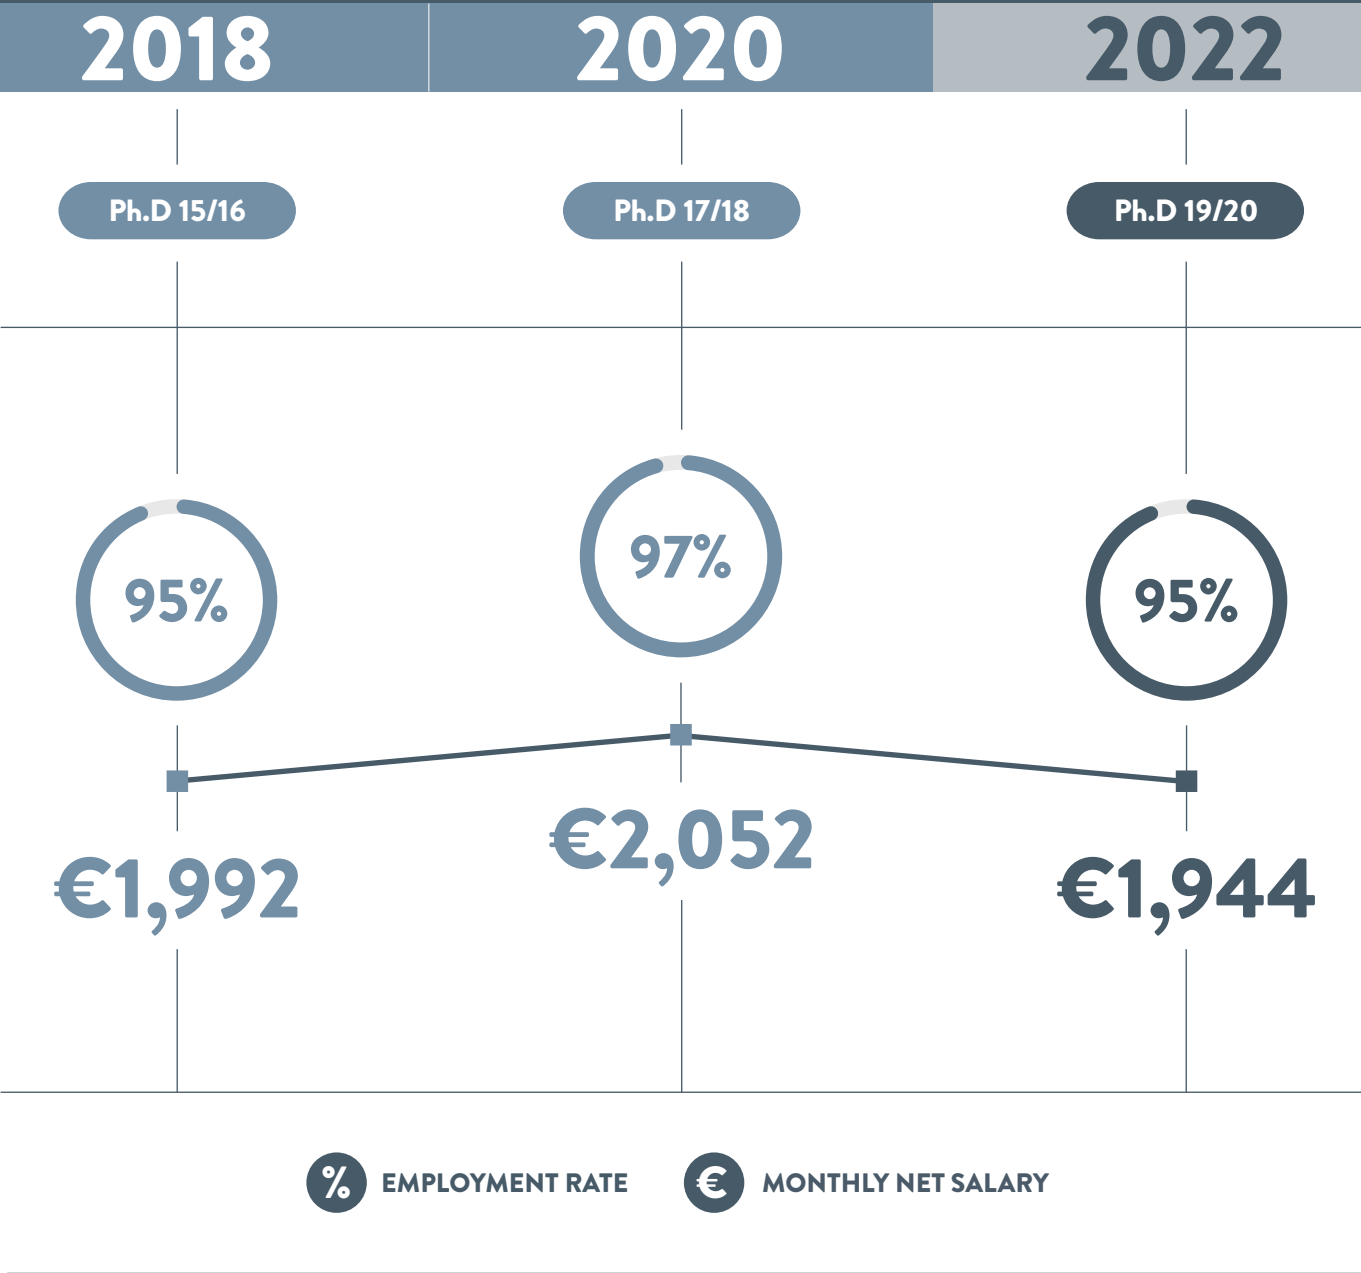 2018 2020 2022
Ph.D 15/16 Ph.D 17/18 Ph.D 19/20
95% 97% 95%
€1,992 €2,052 €1,944
% EMPLOYMENT RATE € MONTHLY NET SALARY